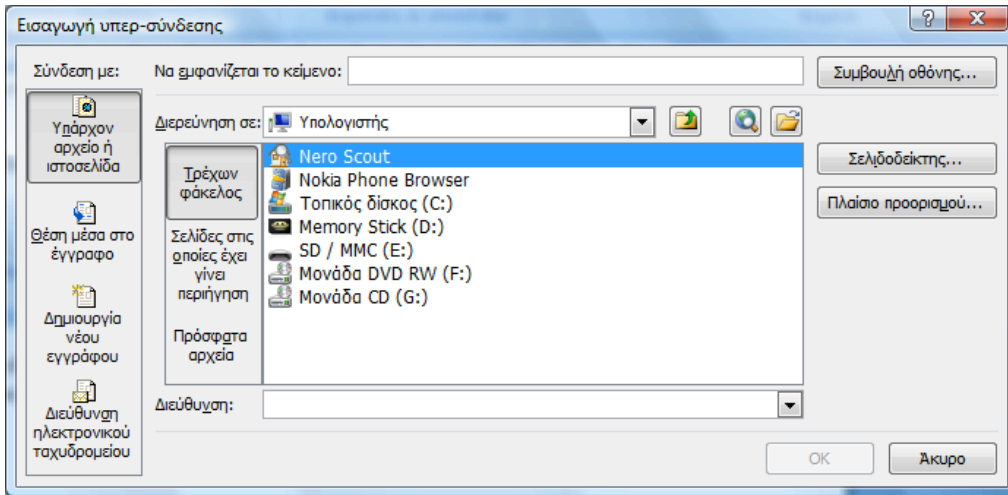 Εισαγωγή υπερ-σύνδεσης
Σύνδεση με:
Να εμφανίζεται το κείμενο:
Συμβουλή οθόνης...
Υπάρχον
αρχείο ή
ιστοσελίδα
Θέση μέσα στο
έγγραφο
Δημιουργία
νέου
εγγράφου
Διεύθυνση
ηλεκτρονικού
ταχυδρομείου
Διερεύνηση σε:
Υπολογιστής
Τρέχων
φάκελος
Σελίδες στις
οποίες έχει
γίνει
περιήγηση
Πρόσφατα
αρχεία
Nero Scout
Nokia Phone Browser
Τοπικός δίσκος (C:)
Memory Stick (D:)
SD / MMC (E:)
Μονάδα DVD RW (F:)
Μονάδα CD (G:)
Σελιδοδείκτης...
Πλαίσιο προορισμού...
Διεύθυνση:
OK
Άκυρο